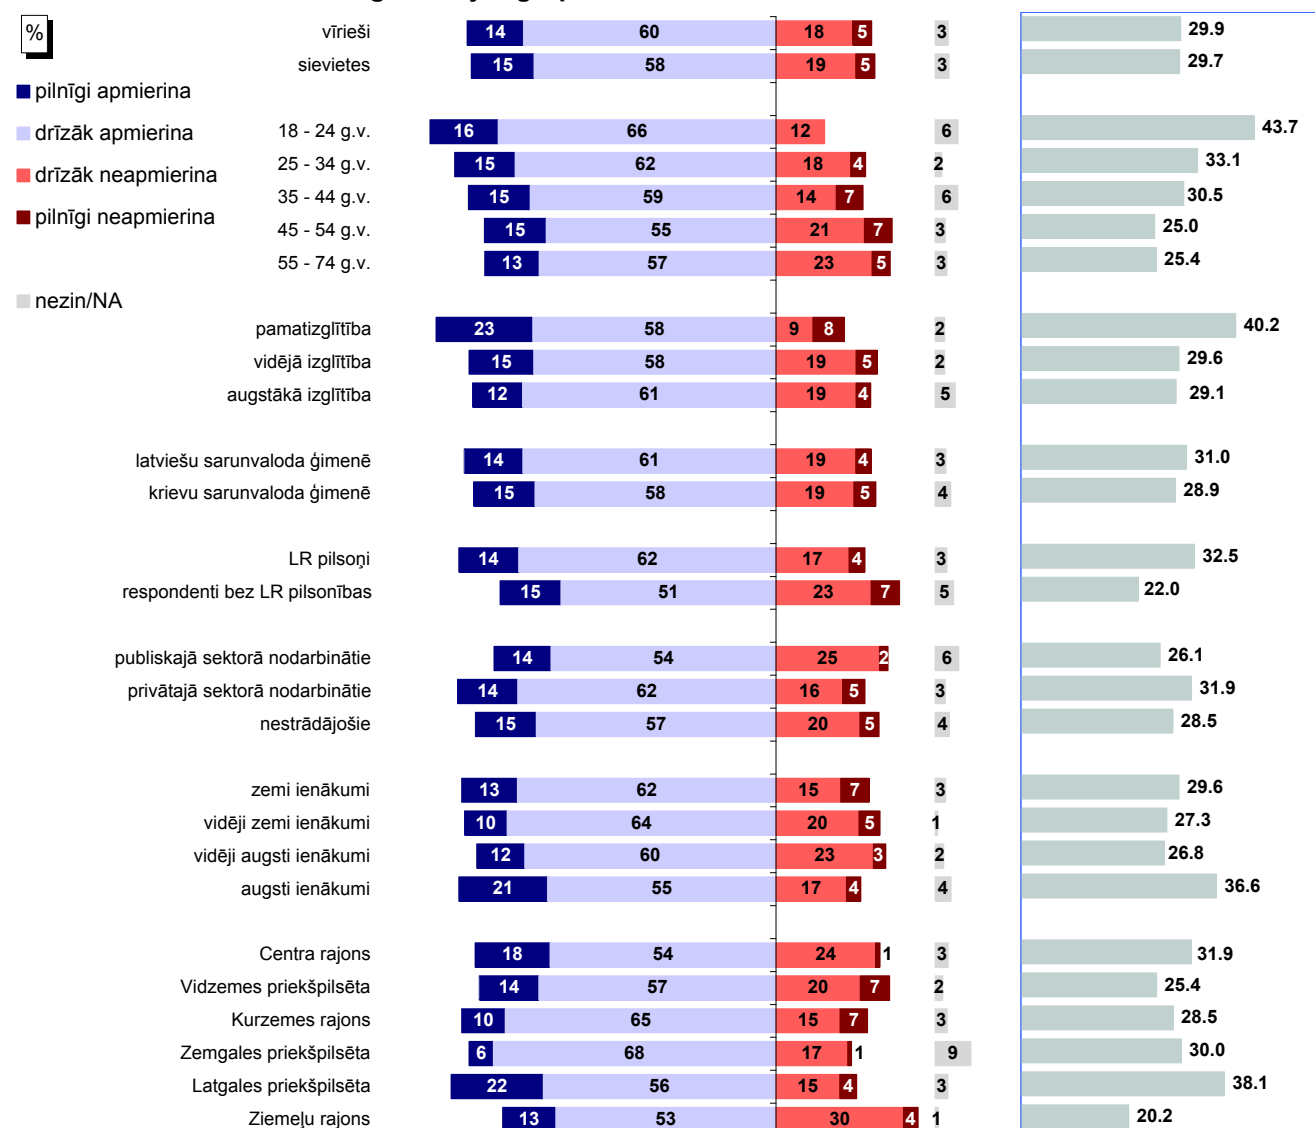 %
pilnīgi apmierina
drīzāk apmierina
drīzāk neapmierina
pilnīgi neapmierina
nezin/NA
vīrieši 14 60 18 5 3 29.9
sievietes 15 58 19 5 3 29.7
18 - 24 g.v. 16 66 12 6 43.7
25 - 34 g.v. 15 62 18 4 2 33.1
35 - 44 g.v. 15 59 14 7 6 30.5
45 - 54 g.v. 15 55 21 7 3 25.0
55 - 74 g.v. 13 57 23 5 3 25.4
pamatizglītība 23 58 9 8 2 40.2
vidējā izglītība 15 58 19 5 2 29.6
augstākā izglītība 12 61 19 4 5 29.1
latviešu sarunvaloda ģimenē 14 61 19 4 3 31.0
krievu sarunvaloda ģimenē 15 58 19 5 4 28.9
LR pilsoņi 14 62 17 4 3 32.5
respondenti bez LR pilsonības 15 51 23 7 5 22.0
publiskajā sektorā nodarbinātie 14 54 25 2 6 26.1
privātajā sektorā nodarbinātie 14 62 16 5 3 31.9
nestrādājošie 15 57 20 5 4 28.5
zemi ienākumi 13 62 15 7 3 29.6
vidēji zemi ienākumi 10 64 20 5 1 27.3
vidēji augsti ienākumi 12 60 23 3 2 26.8
augsti ienākumi 21 55 17 4 4 36.6
Centra rajons 18 54 24 1 3 31.9
Vidzemes priekšpilsēta 14 57 20 7 2 25.4
Kurzemes rajons 10 65 15 7 3 28.5
Zemgales priekšpilsēta 6 68 17 1 9 30.0
Latgales priekšpilsēta 22 56 15 4 3 38.1
Ziemeļu rajons 13 53 30 4 1 20.2